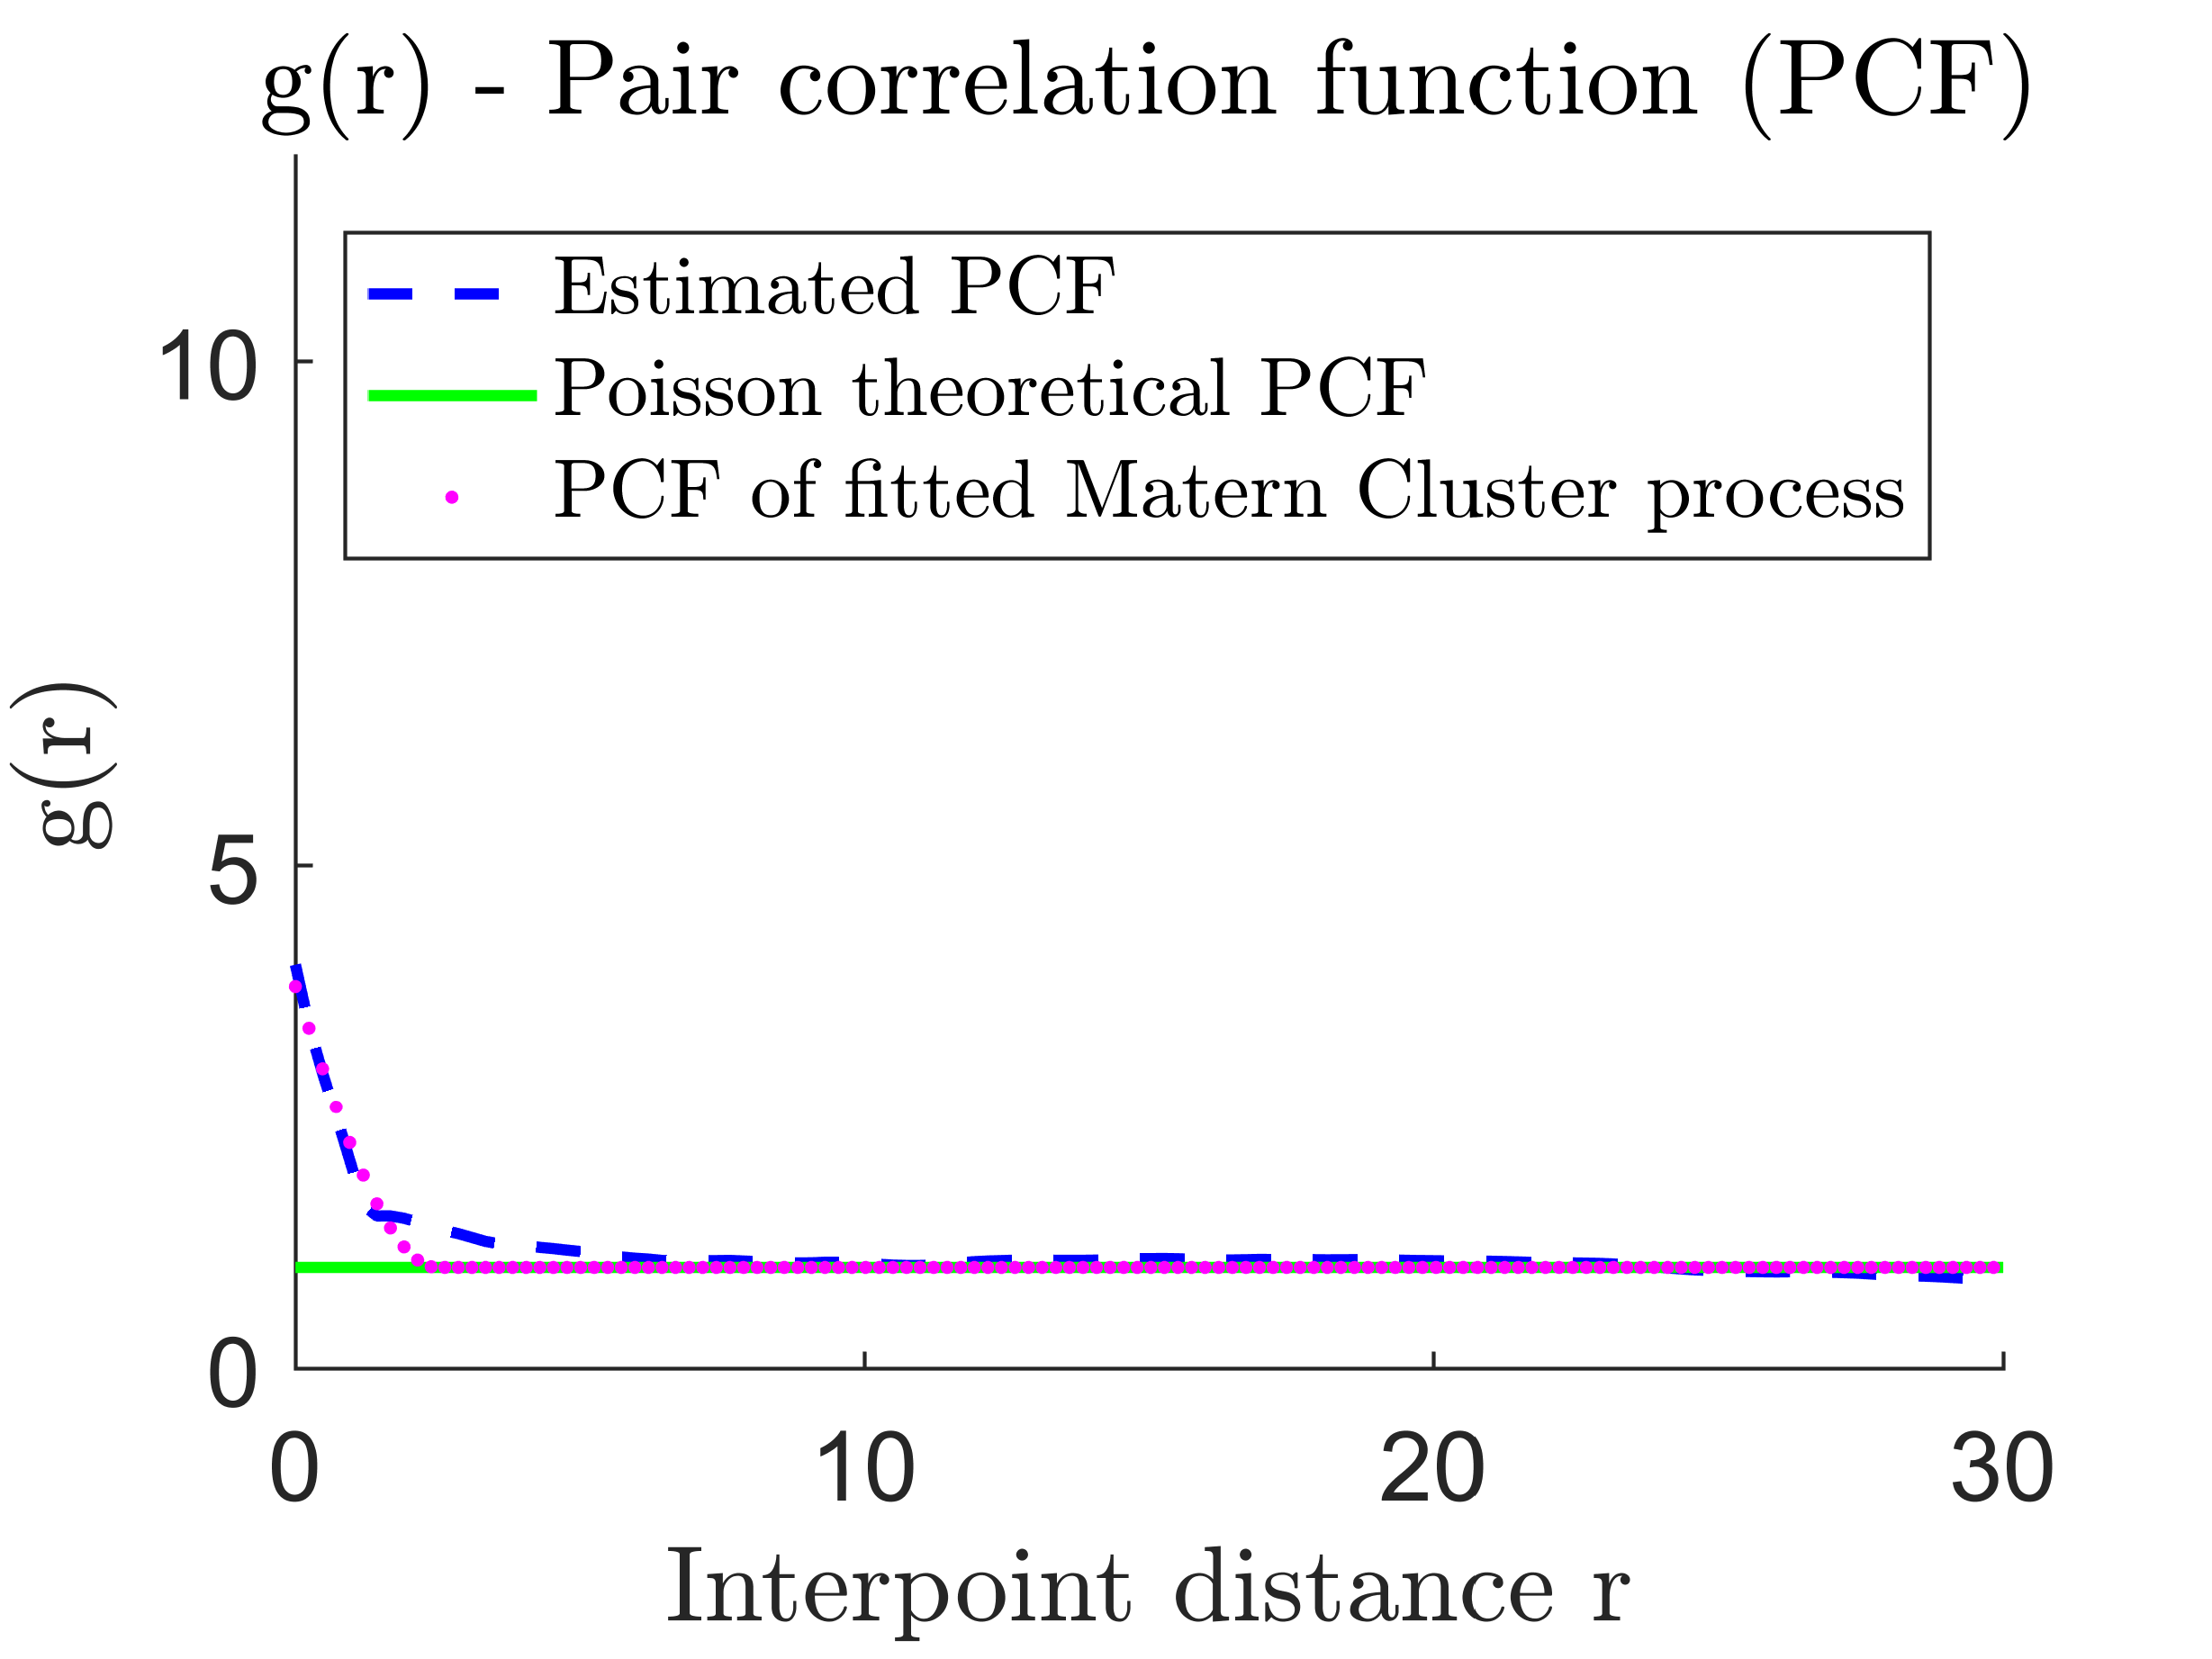 g(r) - Pair correlation function (PCF)
Estimated PCF
Poisson theoretical PCF
PCF of fitted Matern Cluster process
10
5
0
g(r)
0 10 20 30
Interpoint distance r